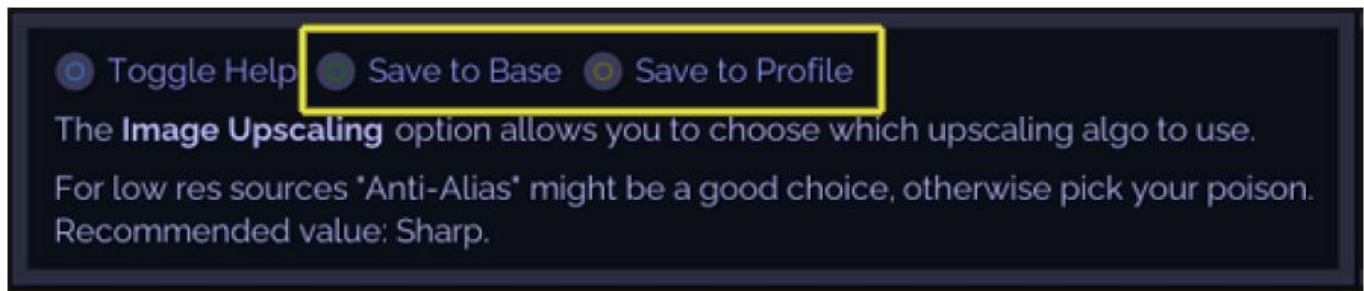 Toggle Help Save to Base Save to Profile
The Image Upscaling option allows you to choose which upscaling algo to use.
For low res sources "Anti-Alias" might be a good choice, otherwise pick your poison.
Recommended value: Sharp.